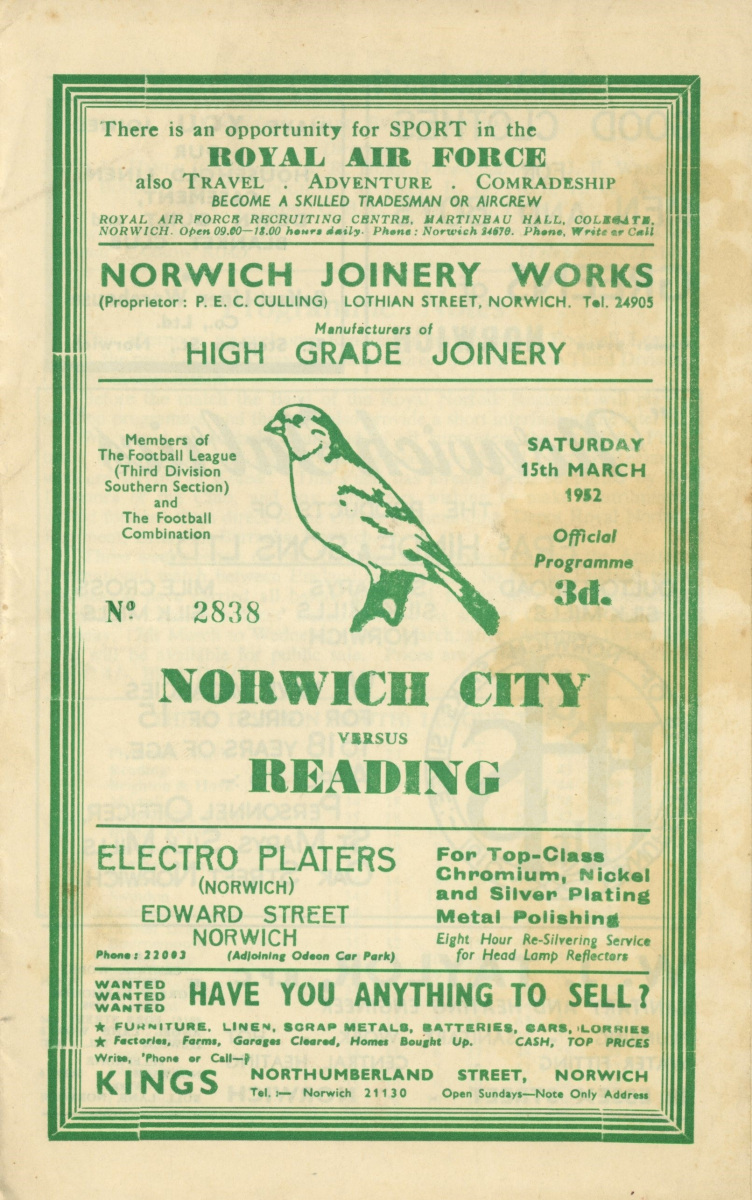 There is an opportunity for SPORT in the
ROYAL AIR FORCE
also TRAVEL . ADVENTURE . COMRADESHIP
BECOME A SKILLED TRADESMAN OR AIRCREW
ROYAL AIR FORCE RECRUITING CENTRE, MARTINEAU HALL, COLEGATE,
NORWICH. Open 09.00—18.00 hours daily. Phone: Norwich 24679. Phone, Write or Call
NORWICH JOINERY WORKS
(Proprietor: P. E. C. CULLING) LOTHIAN STREET, NORWICH. Tel. 24905
Manufacturers of
HIGH GRADE JOINERY
Members of
The Football League
(Third Division
Southern Section)
and
The Football
Combination
SATURDAY
15th MARCH
1952
Official
Programme
3d.
Nº 2838
NORWICH CITY
VERSUS
READING
ELECTRO PLATERS
(NORWICH)
EDWARD STREET
NORWICH
Phone: 22003 (Adjoining Odeon Car Park)
For Top-Class
Chromium, Nickel
and Silver Plating
Metal Polishing
Eight Hour Re-Silvering Service
for Head Lamp Reflectors
WANTED
WANTED
WANTED
HAVE YOU ANYTHING TO SELL?
★ FURNITURE, LINEN, SCRAP METALS, BATTERIES, CARS, LORRIES
★ Factories, Farms, Garages Cleared, Homes Bought Up. CASH, TOP PRICES
Write, 'Phone or Call—
KINGS NORTHUMBERLAND STREET, NORWICH
Tel. :— Norwich 21130 Open Sundays—Note Only Address